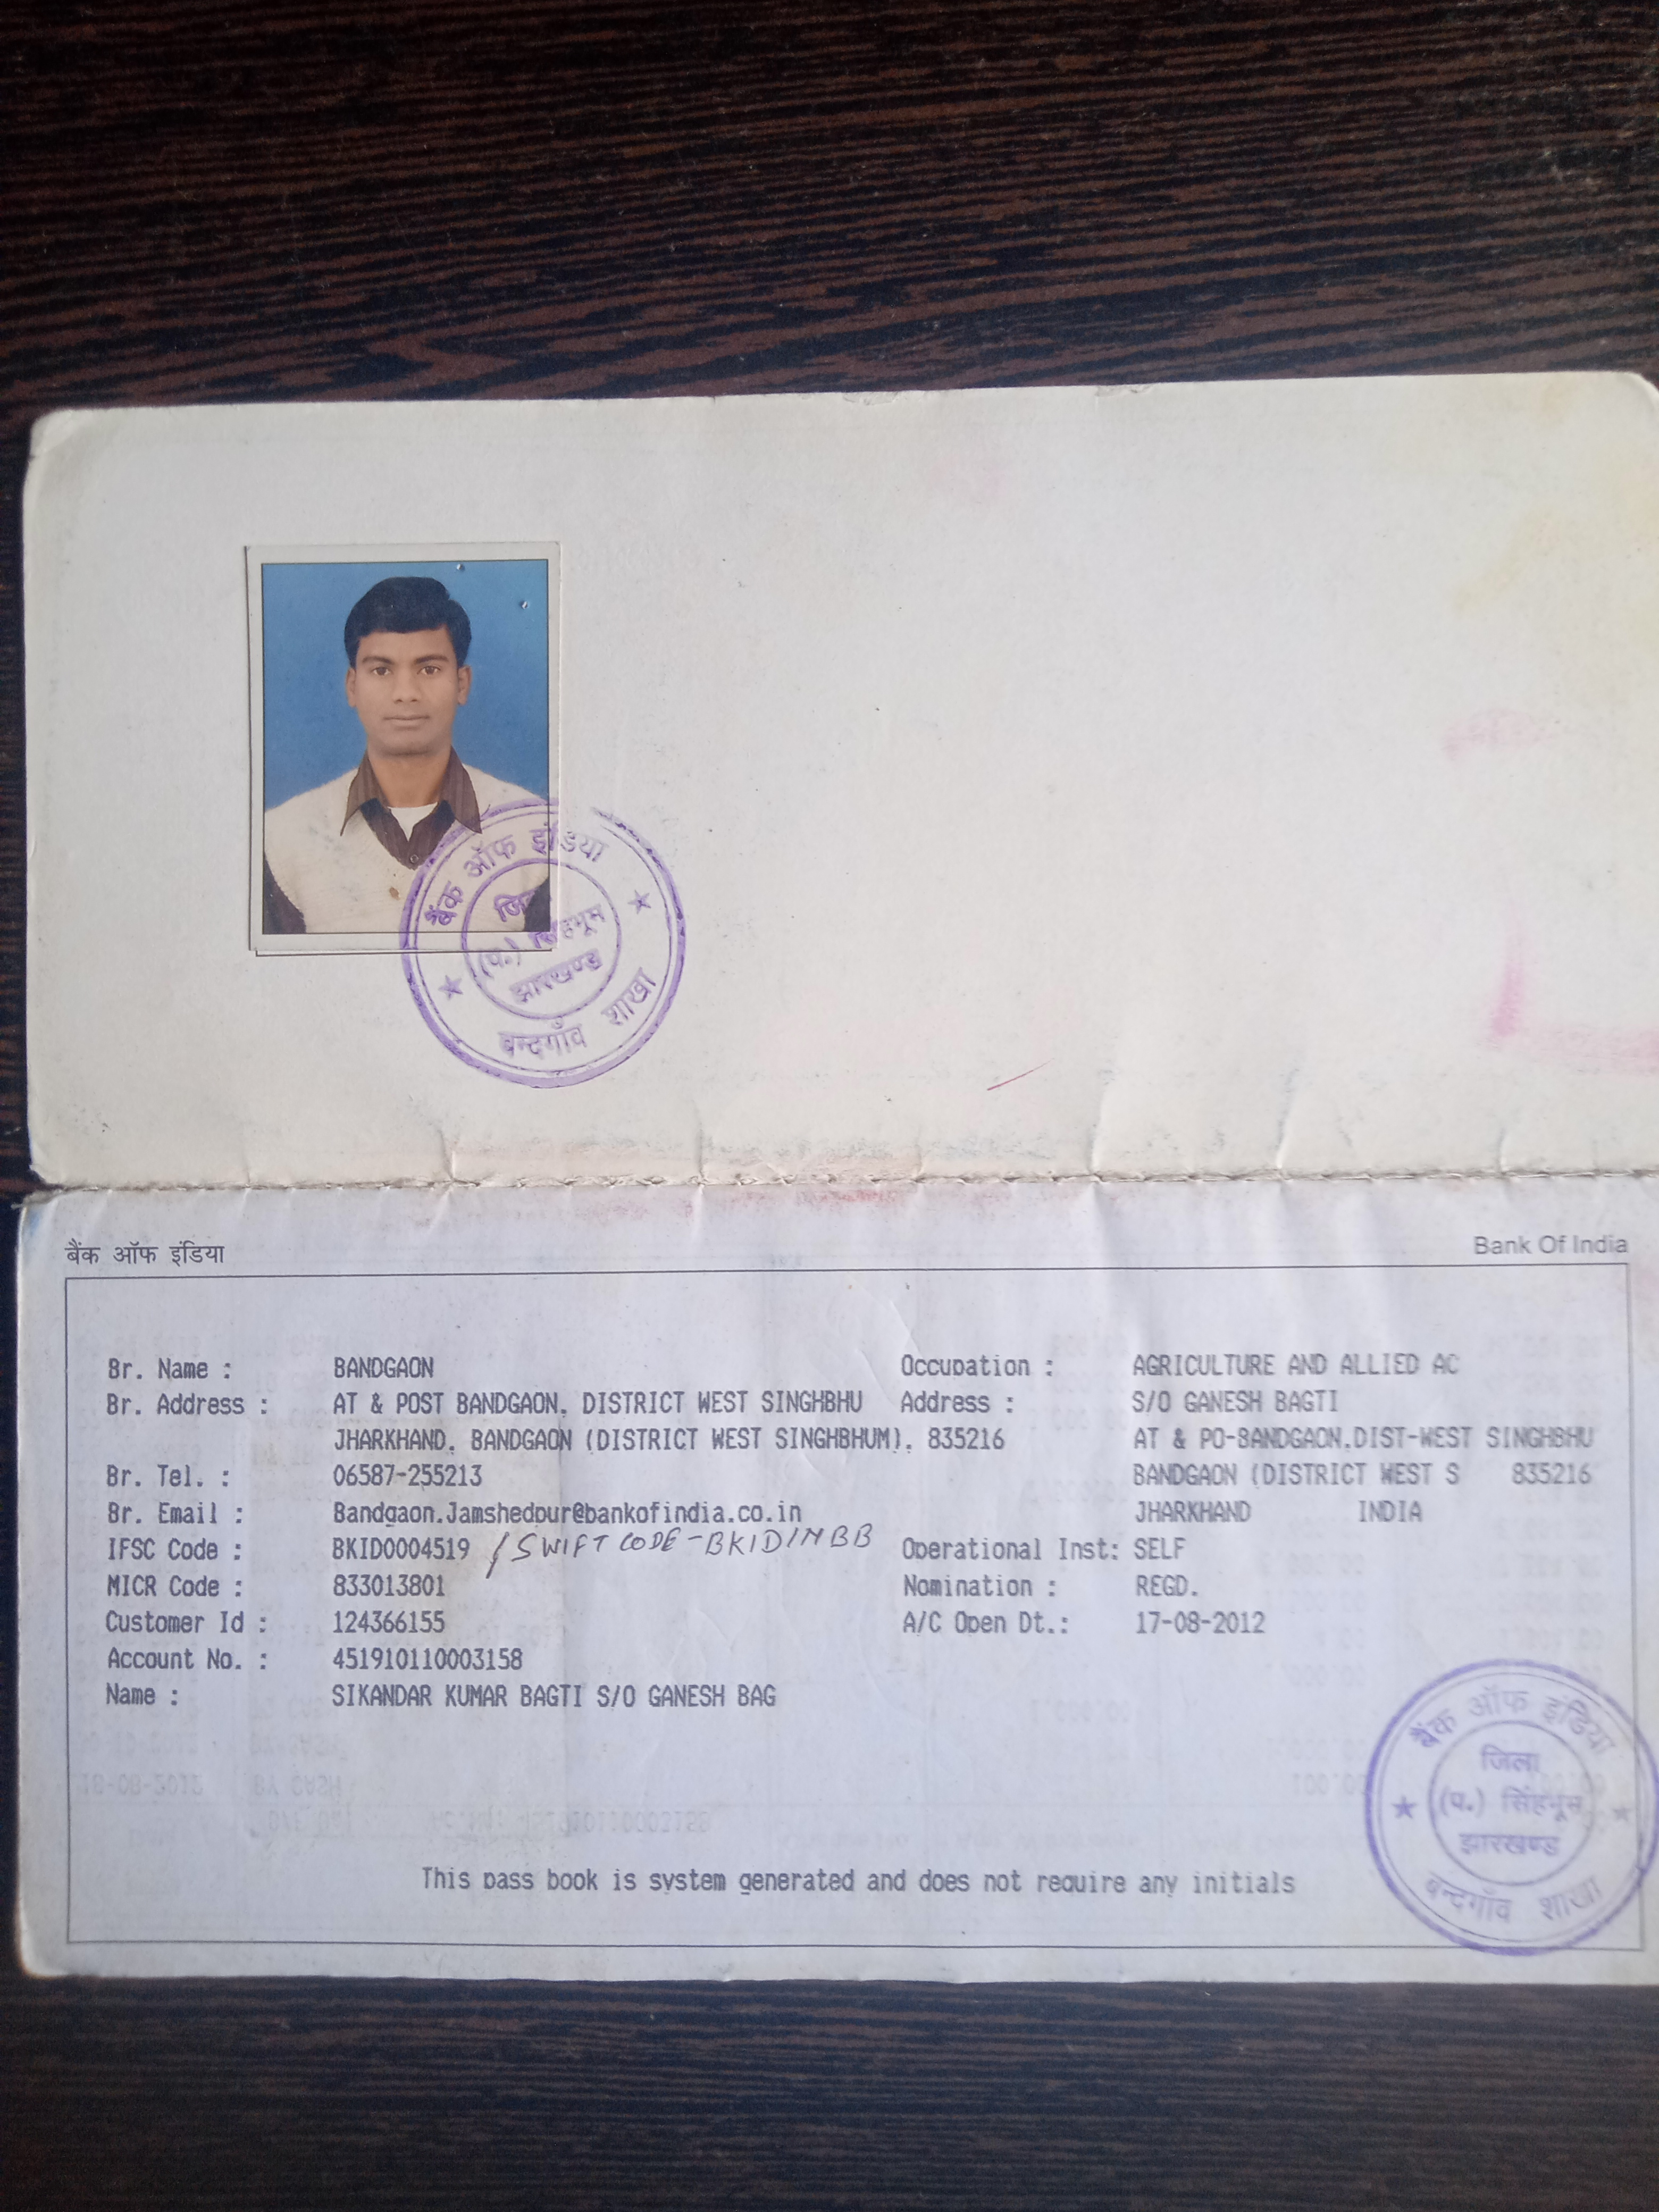 बैंक ऑफ इंडिया
जि
(प.) सिंहभूम
झारखण्ड
बन्दगाँव शाखा
बैंक ऑफ इंडिया
Bank Of India
Br. Name : BANDGAON Occupation : AGRICULTURE AND ALLIED AC
Br. Address : AT & POST BANDGAON, DISTRICT WEST SINGHBHU Address : S/O GANESH BAGTI
JHARKHAND, BANDGAON (DISTRICT WEST SINGHBHUM), 835216 AT & PO-BANDGAON,DIST-WEST SINGHBHU
Br. Tel. : 06587-255213 BANDGAON (DISTRICT WEST S 835216
Br. Email : Bandgaon.Jamshedpur@bankofindia.co.in JHARKHAND INDIA
IFSC Code : BKID0004519 / SWIFT CODE-BKIDINBB Operational Inst: SELF
MICR Code : 833013801 Nomination : REGD.
Customer Id : 124366155 A/C Open Dt.: 17-08-2012
Account No. : 451910110003158
Name : SIKANDAR KUMAR BAGTI S/O GANESH BAG
बैंक ऑफ इंडिया
जिला
(प.) सिंहभूम
झारखण्ड
बन्दगाँव शाखा
This pass book is system generated and does not require any initials